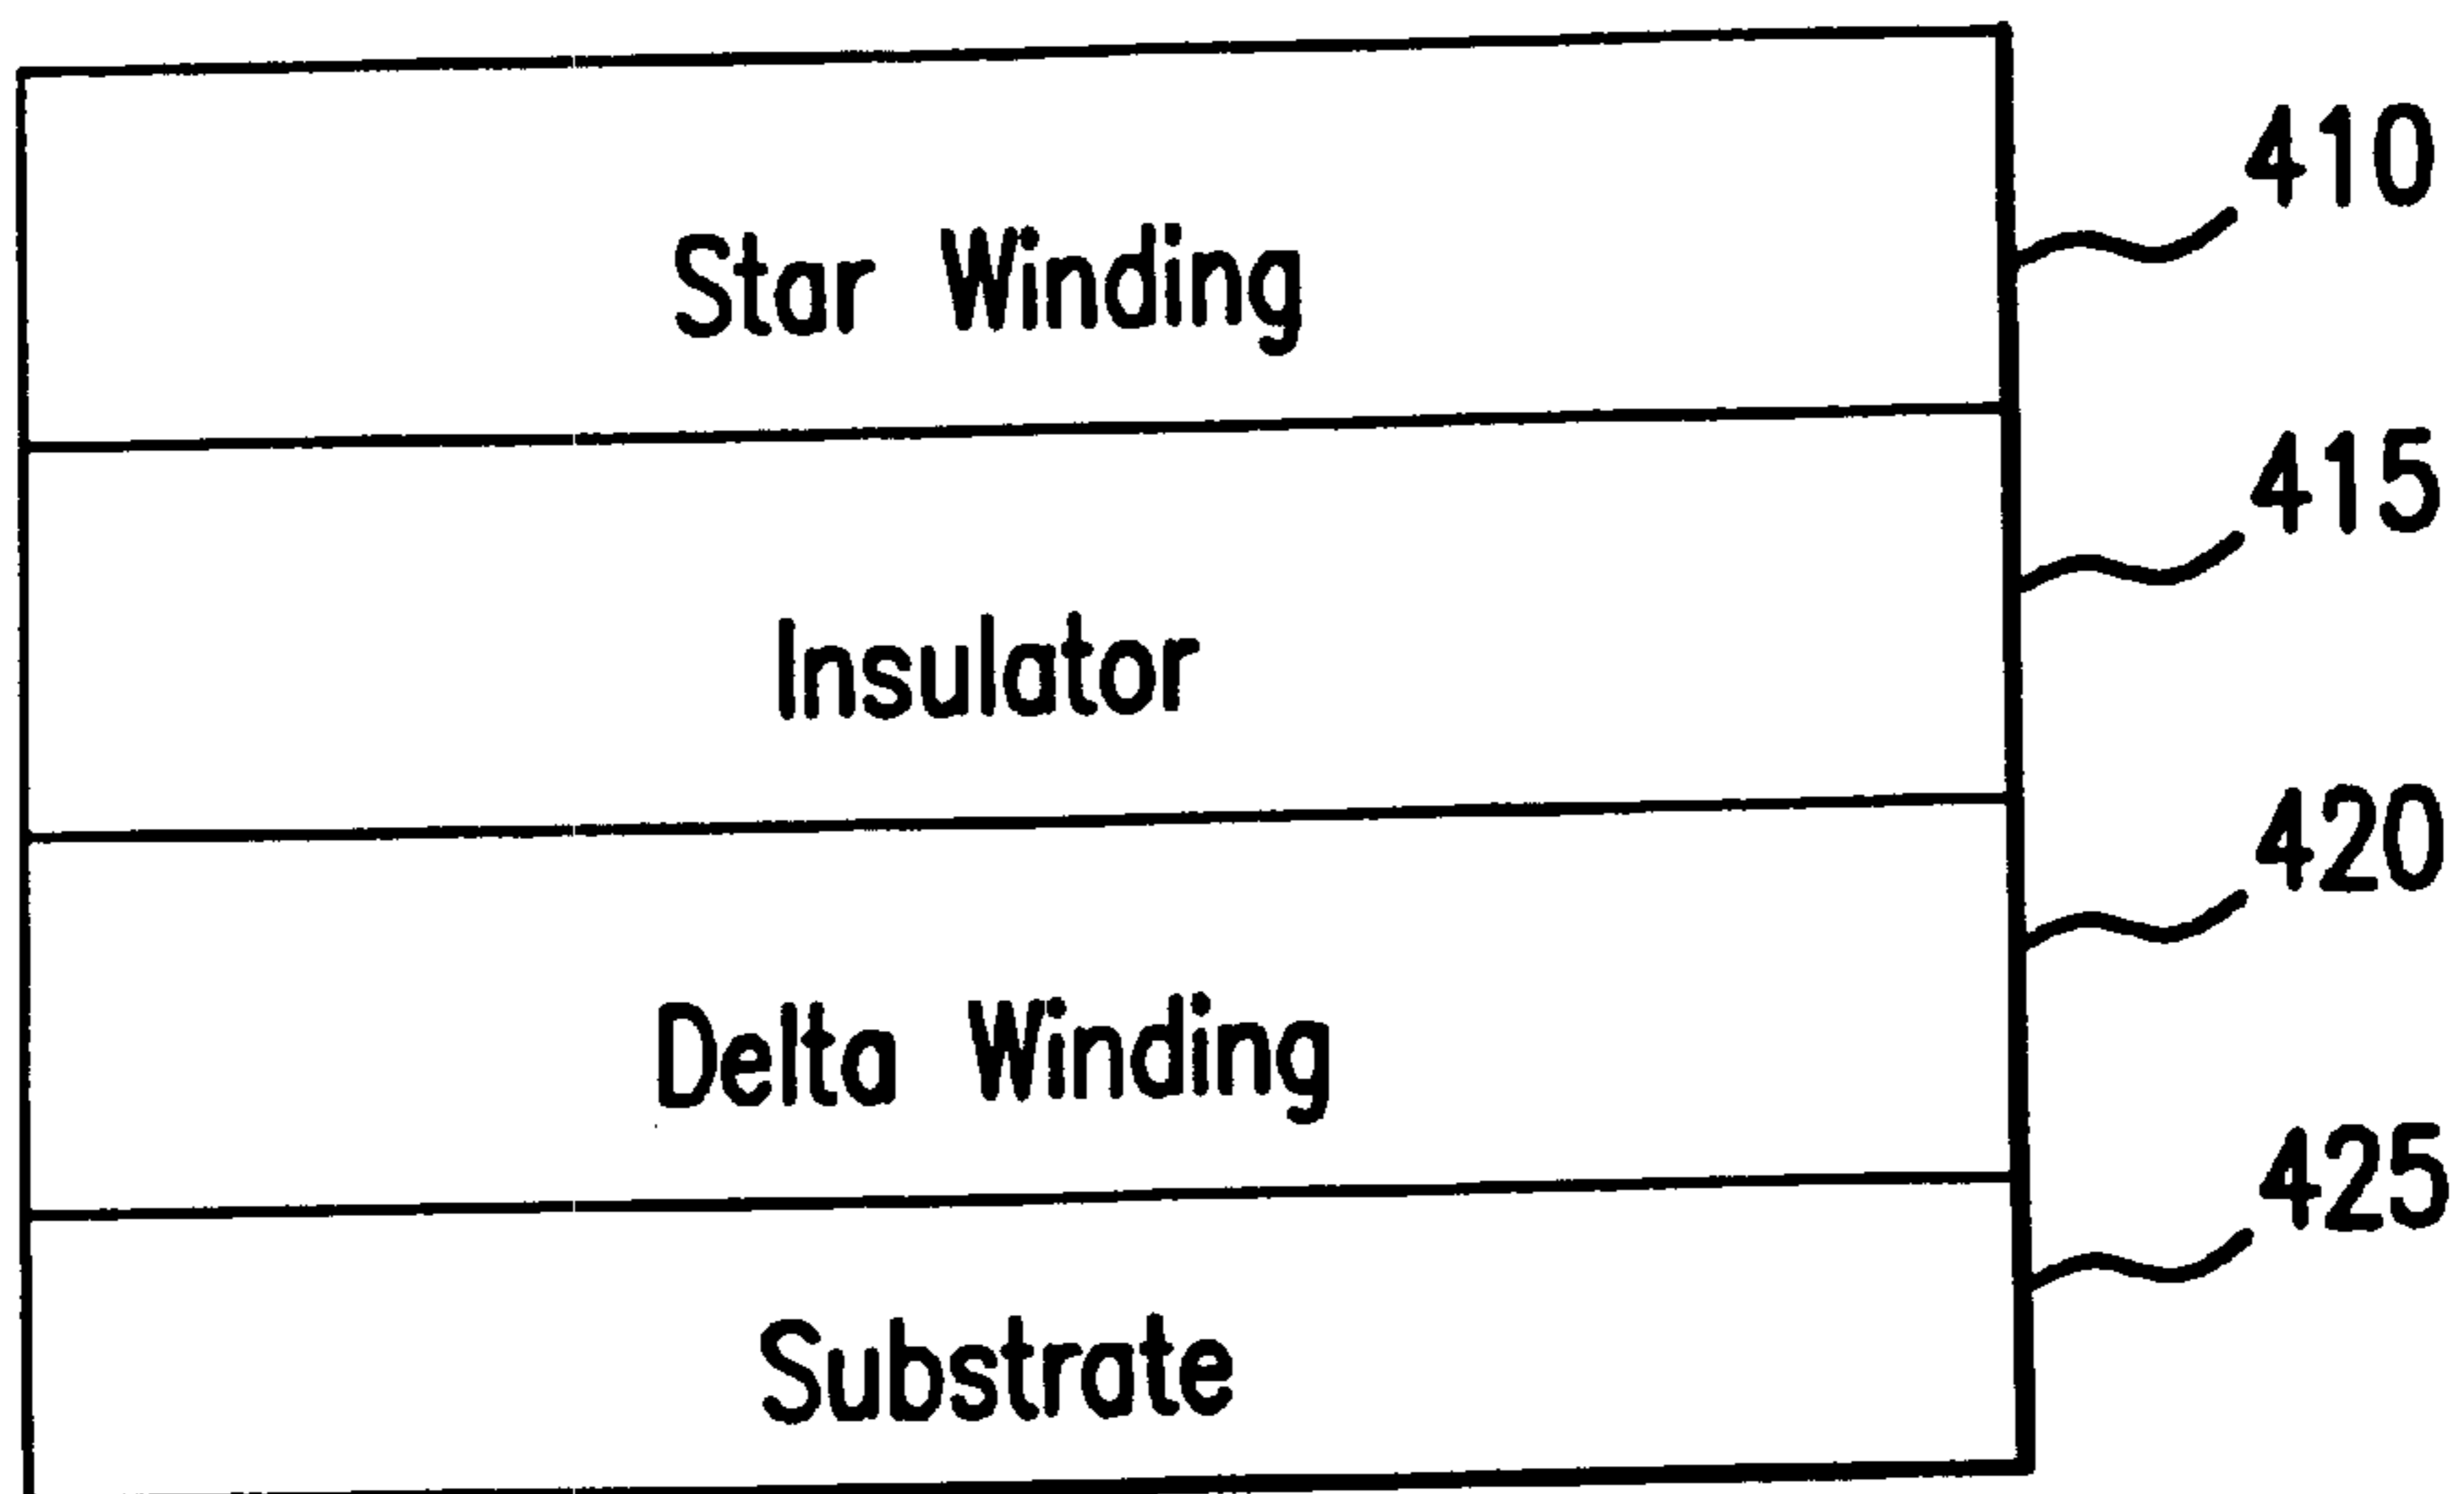 410
Star Winding
415
Insulator
420
Delta Winding
425
Substrate